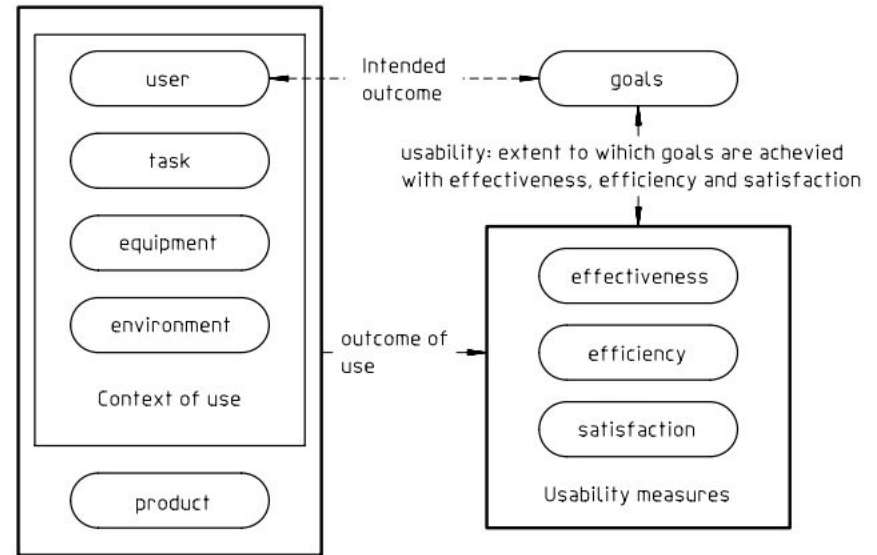 user
Intended
outcome
goals
task
usability: extent to wihich goals are achevied
with effectiveness, efficiency and satisfaction
equipment
effectiveness
environment
outcome of
use
efficiency
Context of use
satisfaction
product
Usability measures